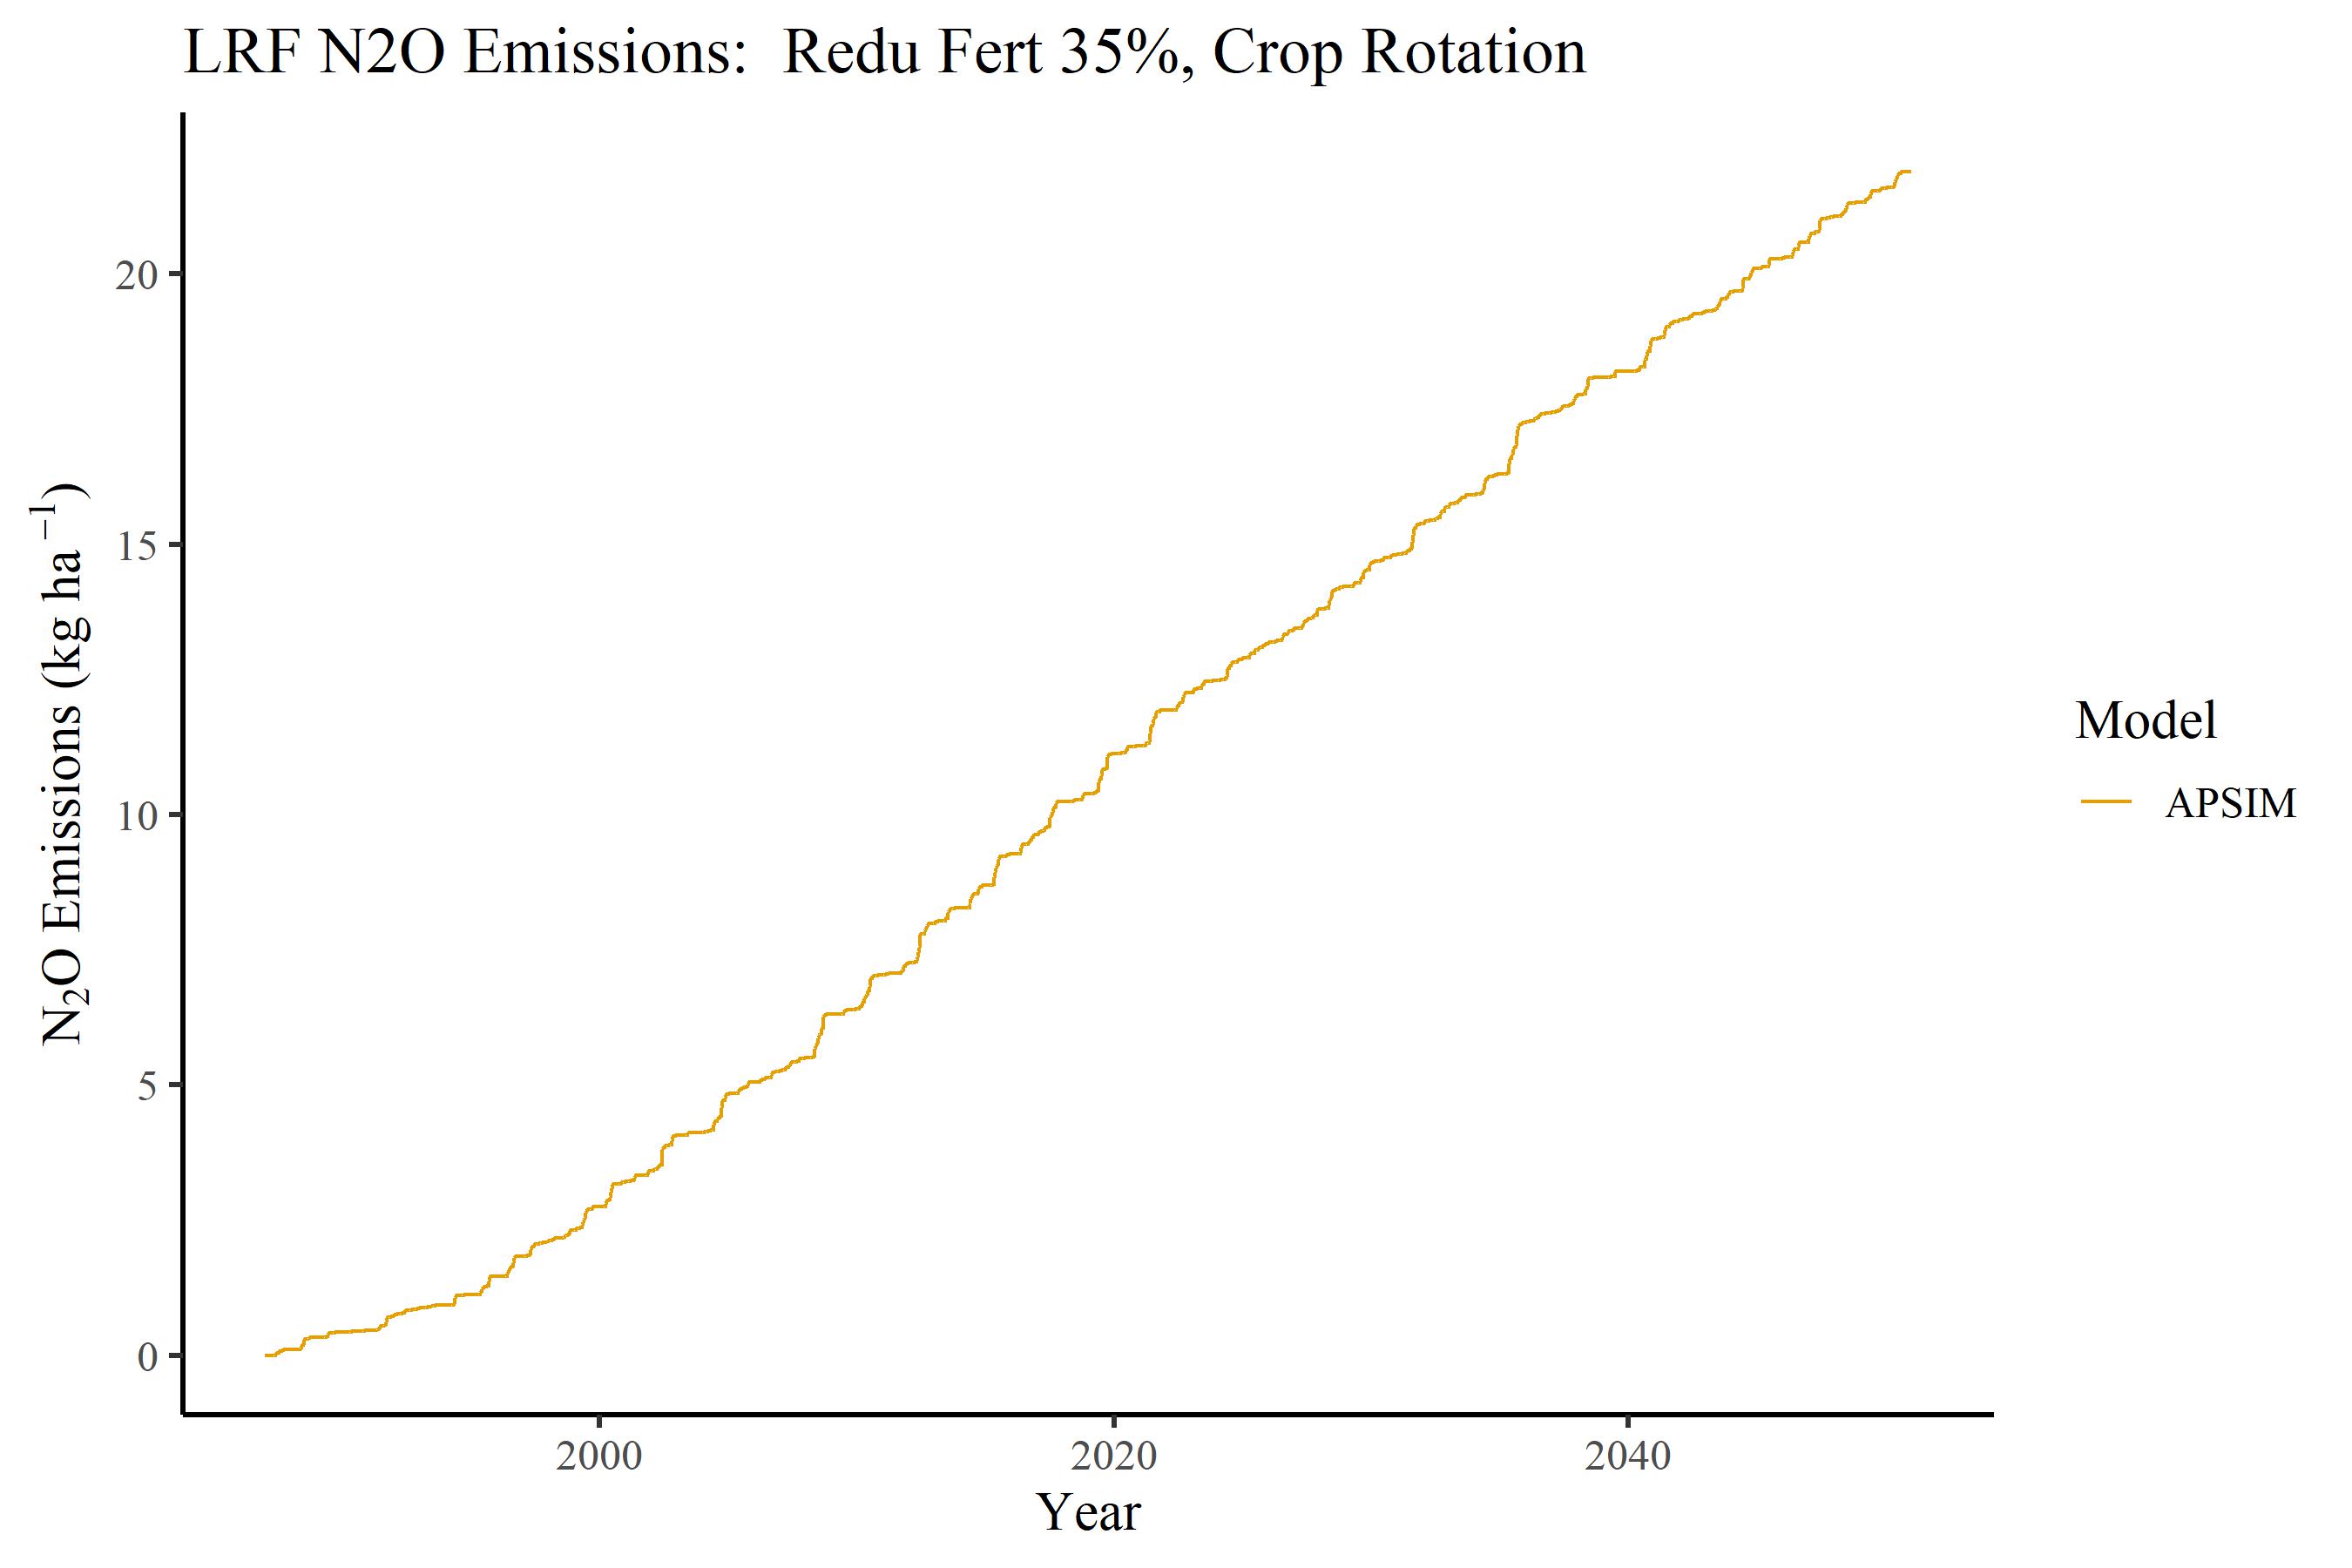 LRF N2O Emissions:  Redu Fert 35%, Crop Rotation
N₂O Emissions (kg ha⁻¹)
20
15
10
5
0
2000 2020 2040
Year
Model
APSIM